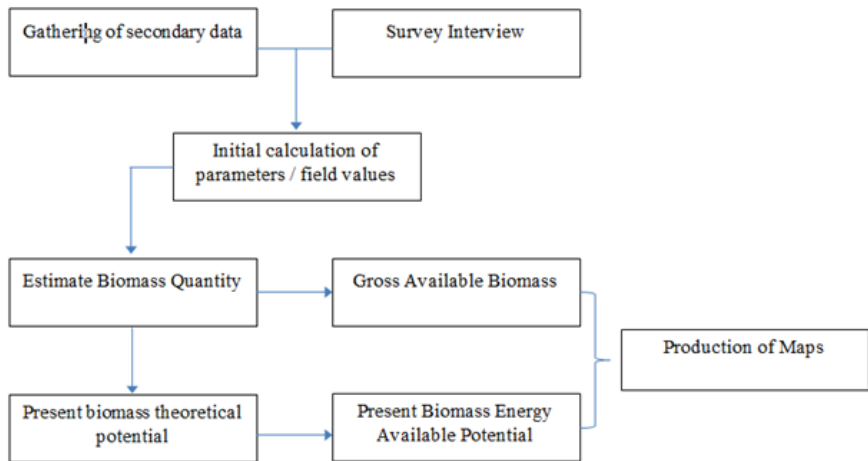 Gathering of secondary data
Survey Interview
Initial calculation of
parameters / field values
Estimate Biomass Quantity
Gross Available Biomass
Production of Maps
Present biomass theoretical
potential
Present Biomass Energy
Available Potential